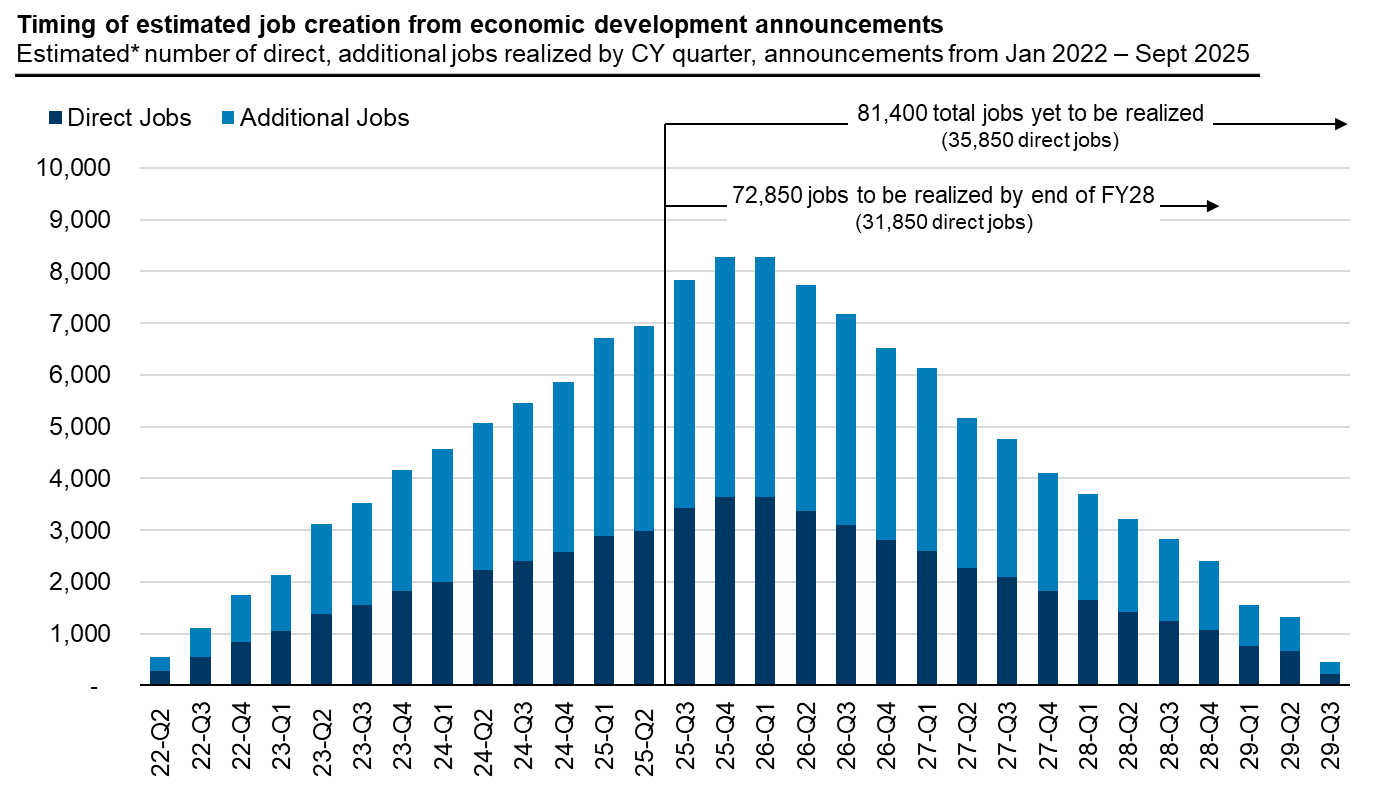 Timing of estimated job creation from economic development announcements
Estimated* number of direct, additional jobs realized by CY quarter, announcements from Jan 2022 – Sept 2025
Direct Jobs
Additional Jobs
81,400 total jobs yet to be realized
(35,850 direct jobs)
72,850 jobs to be realized by end of FY28
(31,850 direct jobs)
10,000
9,000
8,000
7,000
6,000
5,000
4,000
3,000
2,000
1,000
-
22-Q2
22-Q3
22-Q4
23-Q1
23-Q2
23-Q3
23-Q4
24-Q1
24-Q2
24-Q3
24-Q4
25-Q1
25-Q2
25-Q3
25-Q4
26-Q1
26-Q2
26-Q3
26-Q4
27-Q1
27-Q2
27-Q3
27-Q4
28-Q1
28-Q2
28-Q3
28-Q4
29-Q1
29-Q2
29-Q3